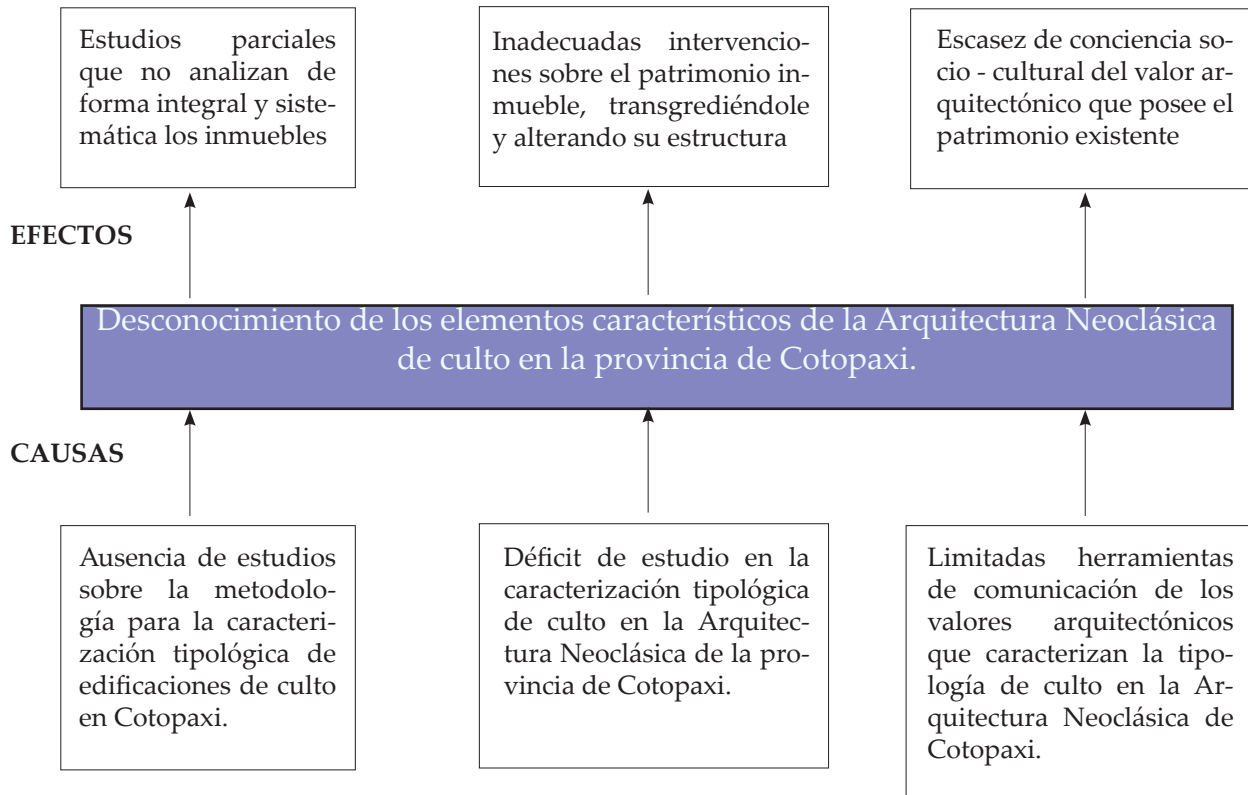 Estudios parciales
que no analizan de
forma integral y siste-
mática los inmuebles
Inadecuadas intervencio-
nes sobre el patrimonio in-
mueble, transgrediéndole
y alterando su estructura
Escasez de conciencia so-
cio - cultural del valor ar-
quitectónico que posee el
patrimonio existente
EFECTOS
Desconocimiento de los elementos característicos de la Arquitectura Neoclásica
de culto en la provincia de Cotopaxi.
CAUSAS
Ausencia de estudios
sobre la metodolo-
gía para la caracteri-
zación tipológica de
edificaciones de culto
en Cotopaxi.
Déficit de estudio en la
caracterización tipológica
de culto en la Arquitec-
tura Neoclásica de la pro-
vincia de Cotopaxi.
Limitadas herramientas
de comunicación de los
valores arquitectónicos
que caracterizan la tipo-
logía de culto en la Ar-
quitectura Neoclásica de
Cotopaxi.